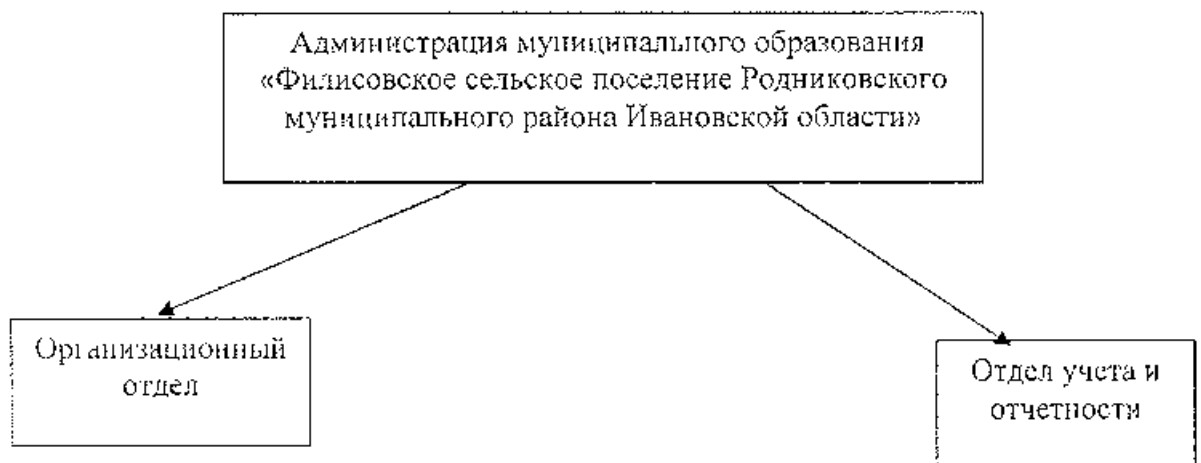 Администрация муниципального образования
«Филисовское сельское поселение Родниковского
муниципального района Ивановской области»
Организационный
отдел
Отдел учета и
отчетности